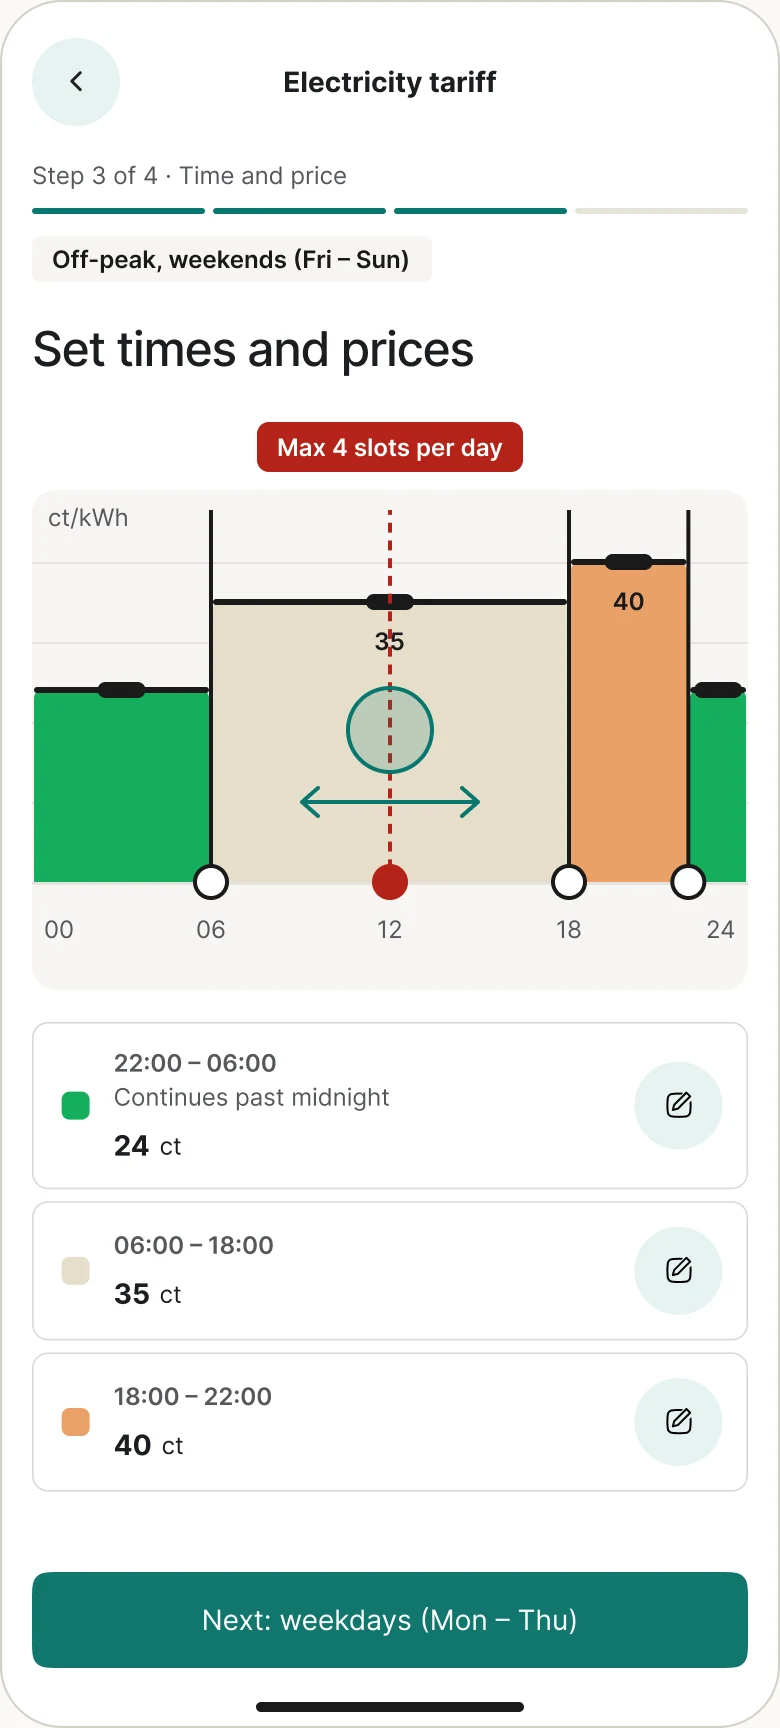 Electricity tariff
Step 3 of 4 · Time and price
Off-peak, weekends (Fri – Sun)
Set times and prices
Max 4 slots per day
ct/kWh
40
35
00 06 12 18 24
22:00 – 06:00
Continues past midnight
24 ct
06:00 – 18:00
35 ct
18:00 – 22:00
40 ct
Next: weekdays (Mon – Thu)